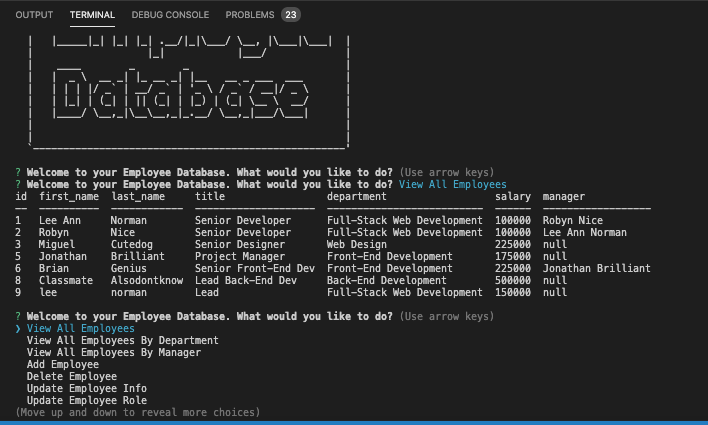 OUTPUT TERMINAL DEBUG CONSOLE PROBLEMS 23
Database
? Welcome to your Employee Database. What would you like to do? (Use arrow keys)
? Welcome to your Employee Database. What would you like to do? View All Employees
id first_name last_name title department salary manager
1 Lee Ann Norman Senior Developer Full-Stack Web Development 100000 Robyn Nice
2 Robyn Nice Senior Developer Full-Stack Web Development 100000 Lee Ann Norman
3 Miguel Cutedog Senior Designer Web Design 225000 null
5 Jonathan Brilliant Project Manager Front-End Development 175000 null
6 Brian Genius Senior Front-End Dev Front-End Development 225000 Jonathan Brilliant
8 Classmate Alsodontknow Lead Back-End Dev Back-End Development 500000 null
9 lee norman Lead Full-Stack Web Development 150000 null
? Welcome to your Employee Database. What would you like to do? (Use arrow keys)
❯ View All Employees
View All Employees By Department
View All Employees By Manager
Add Employee
Delete Employee
Update Employee Info
Update Employee Role
(Move up and down to reveal more choices)